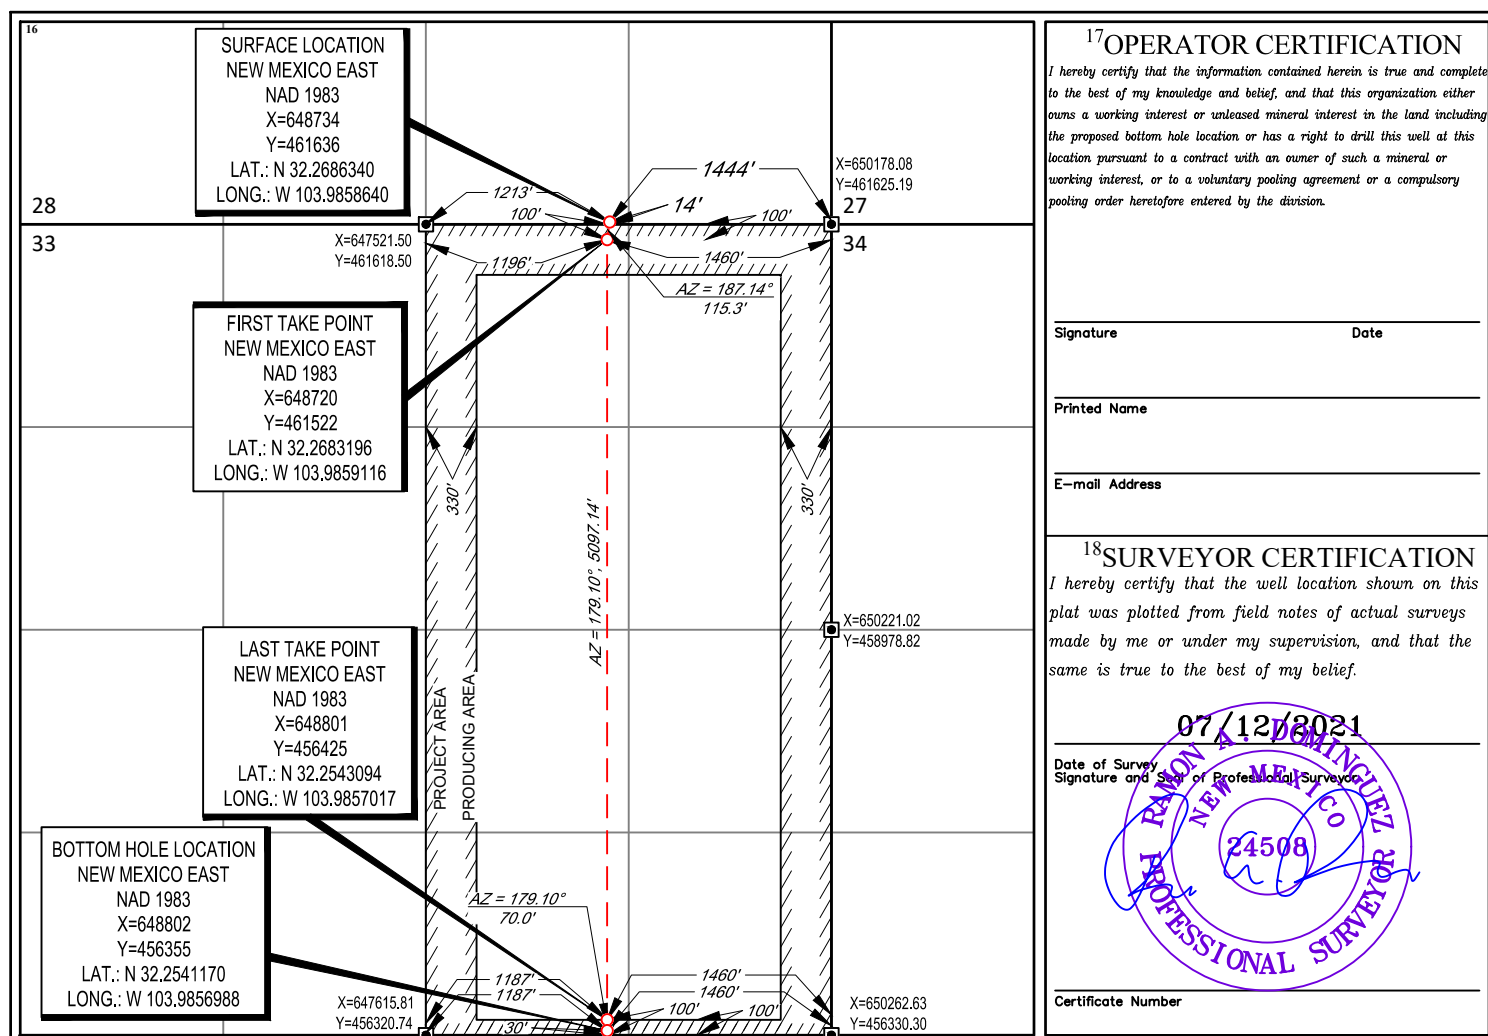 16
SURFACE LOCATION
NEW MEXICO EAST
NAD 1983
X=648734
Y=461636
LAT.: N 32.2686340
LONG.: W 103.9858640
28
33
27
34
1213'
100'
1444'
14'
100'
X=650178.08
Y=461625.19
X=647521.50
Y=461618.50
1196'
1460'
AZ = 187.14°
115.3'
FIRST TAKE POINT
NEW MEXICO EAST
NAD 1983
X=648720
Y=461522
LAT.: N 32.2683196
LONG.: W 103.9859116
330'
330'
AZ = 179.10°, 5097.14'
X=650221.02
Y=458978.82
PROJECT AREA
PRODUCING AREA
LAST TAKE POINT
NEW MEXICO EAST
NAD 1983
X=648801
Y=456425
LAT.: N 32.2543094
LONG.: W 103.9857017
BOTTOM HOLE LOCATION
NEW MEXICO EAST
NAD 1983
X=648802
Y=456355
LAT.: N 32.2541170
LONG.: W 103.9856988
AZ = 179.10°
70.0'
1187'
1187'
30'
1460'
1460'
100'
100'
X=647615.81
Y=456320.74
X=650262.63
Y=456330.30
17 OPERATOR CERTIFICATION
I hereby certify that the information contained herein is true and complete
to the best of my knowledge and belief, and that this organization either
owns a working interest or unleased mineral interest in the land including
the proposed bottom hole location or has a right to drill this well at this
location pursuant to a contract with an owner of such a mineral or
working interest, or to a voluntary pooling agreement or a compulsory
pooling order heretofore entered by the division.
Signature Date
Printed Name
E-mail Address
18 SURVEYOR CERTIFICATION
I hereby certify that the well location shown on this
plat was plotted from field notes of actual surveys
made by me or under my supervision, and that the
same is true to the best of my belief.
07/12/2021
Date of Survey
Signature and Seal of Professional Surveyor
RAMON A. DOMINGUEZ
NEW MEXICO
24508
PROFESSIONAL SURVEYOR
Certificate Number